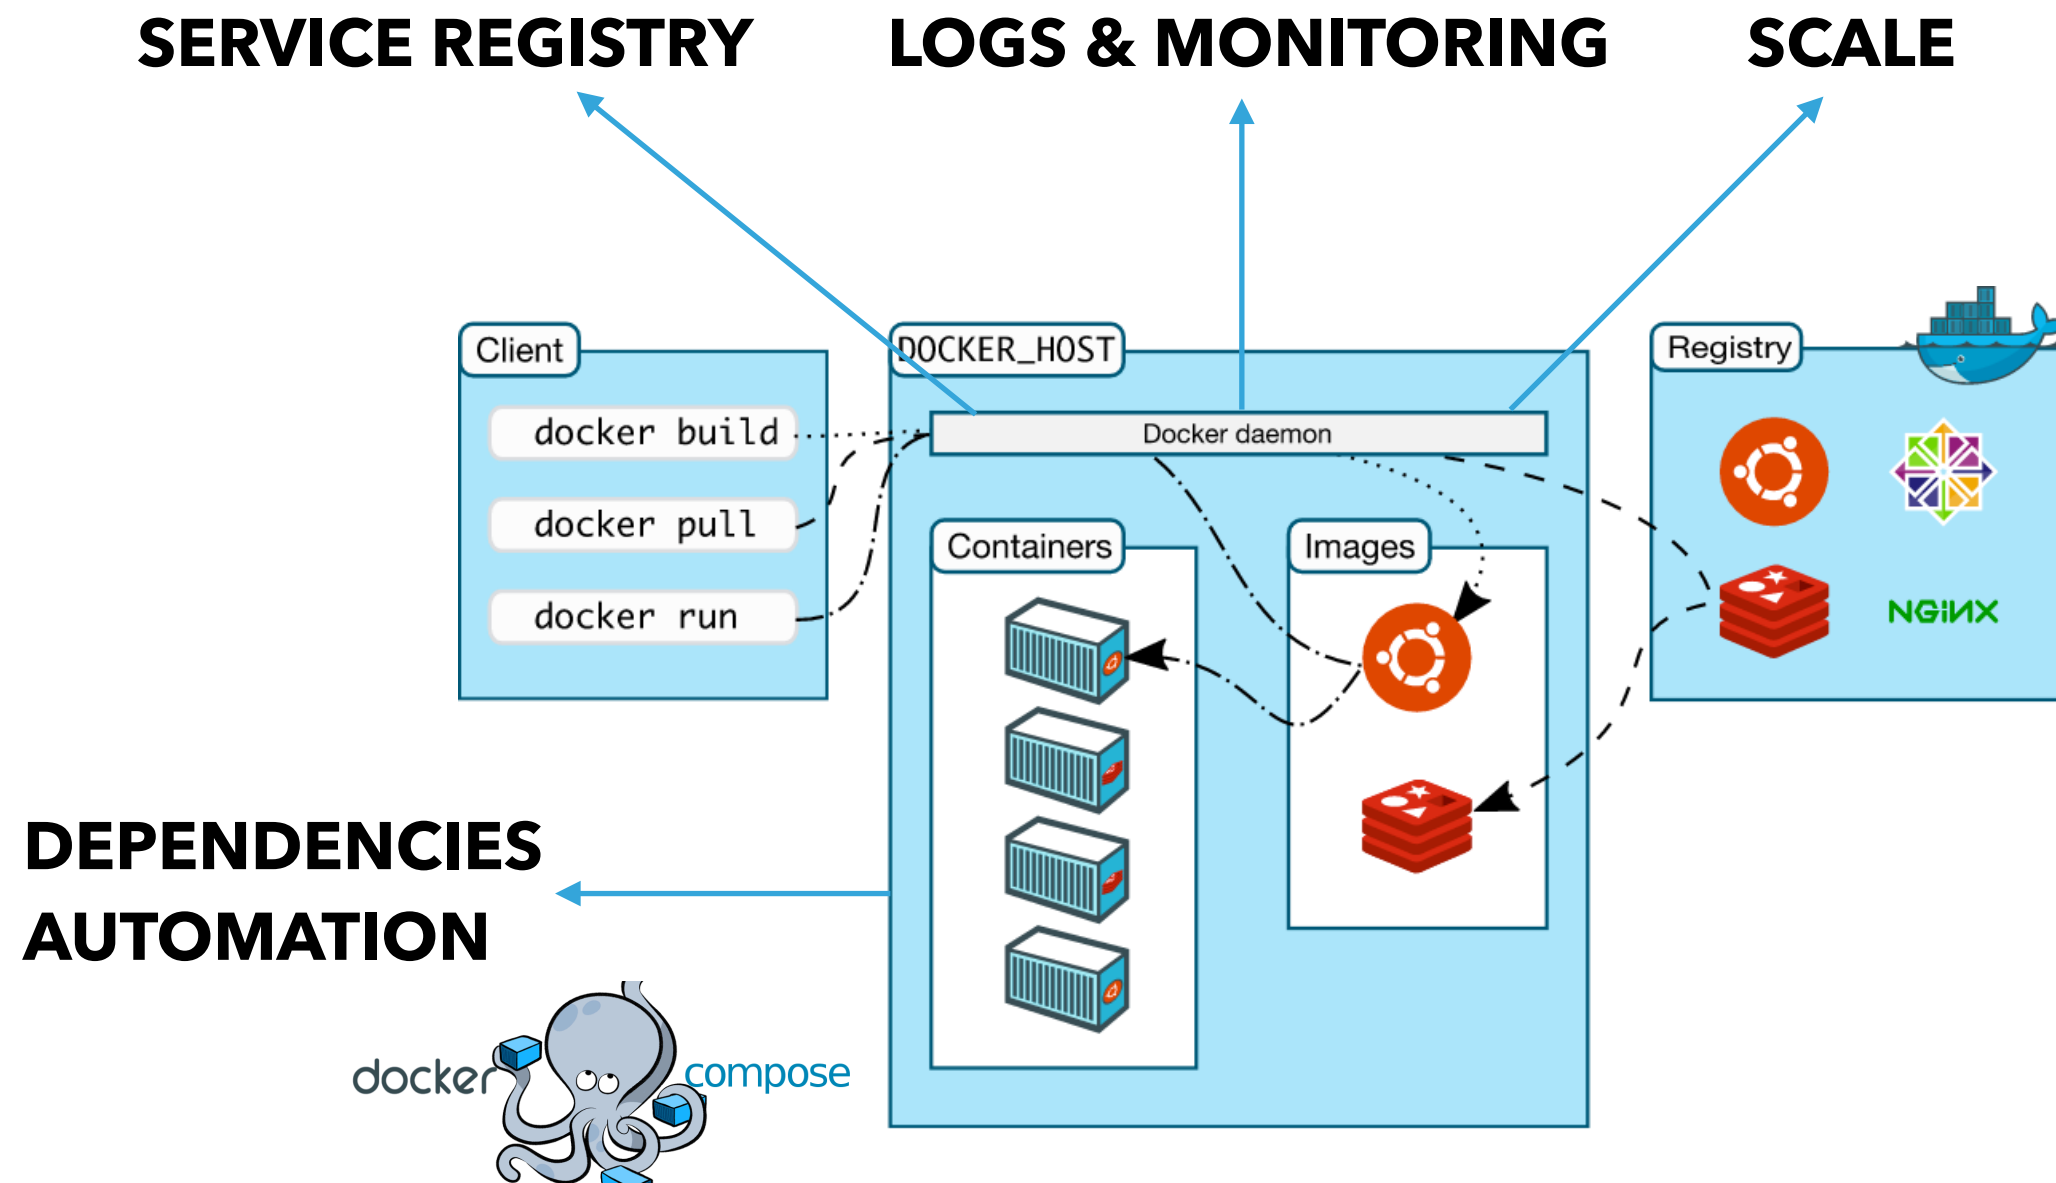 SERVICE REGISTRY
LOGS & MONITORING
SCALE
Client
DOCKER_HOST
Registry
docker build
Docker daemon
docker pull
Containers
Images
docker run
NGiNX
DEPENDENCIES
AUTOMATION
docker compose